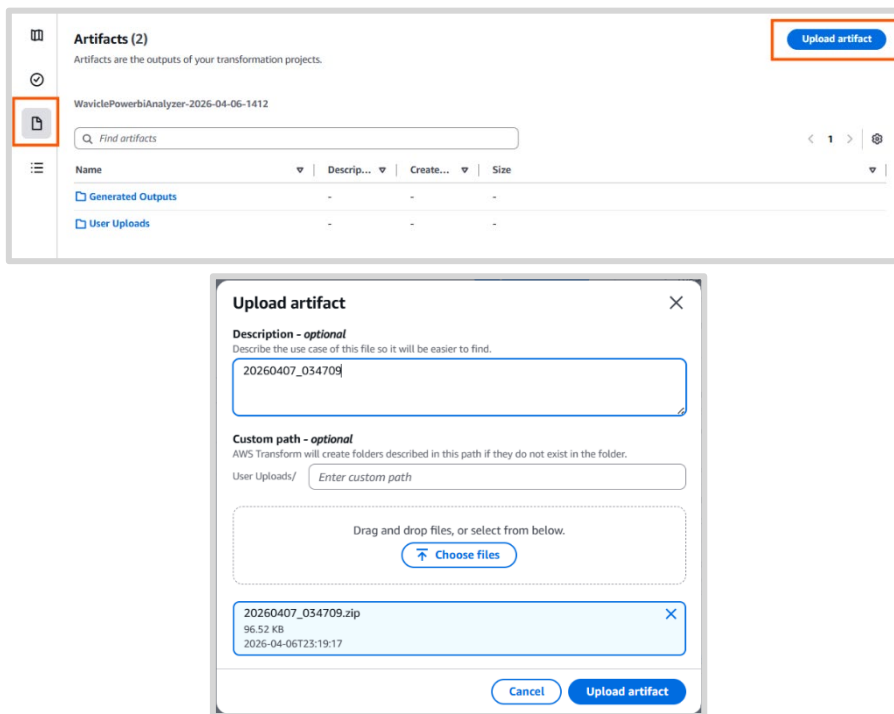 Artifacts (2)
Upload artifact
Artifacts are the outputs of your transformation projects.
WaviclePowerbiAnalyzer-2026-04-06-1412
Find artifacts
1
Name Descrip... Create... Size
Generated Outputs - - -
User Uploads - - -
Upload artifact
Description - optional
Describe the use case of this file so it will be easier to find.
20260407_034709
Custom path - optional
AWS Transform will create folders described in this path if they do not exist in the folder.
User Uploads/ Enter custom path
Drag and drop files, or select from below.
Choose files
20260407_034709.zip
96.52 KB
2026-04-06T23:19:17
Cancel Upload artifact